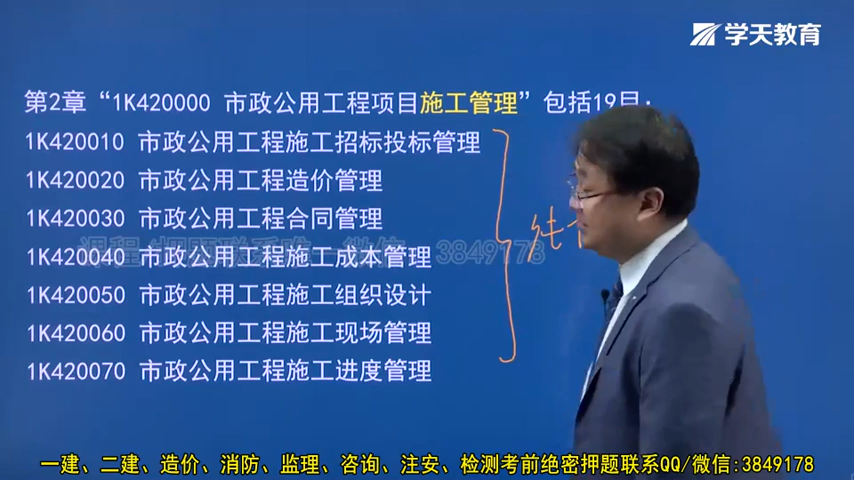 学天教育
第2章“1K420000 市政公用工程项目施工管理”包括19目：
1K420010 市政公用工程施工招标投标管理
1K420020 市政公用工程造价管理
1K420030 市政公用工程合同管理
1K420040 市政公用工程施工成本管理
1K420050 市政公用工程施工组织设计
1K420060 市政公用工程施工现场管理
1K420070 市政公用工程施工进度管理
纯
3849178
一建、二建、造价、消防、监理、咨询、注安、检测考前绝密押题联系QQ/微信:3849178